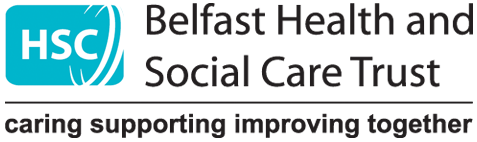 HSC
Belfast Health and
Social Care Trust
caring supporting improving together